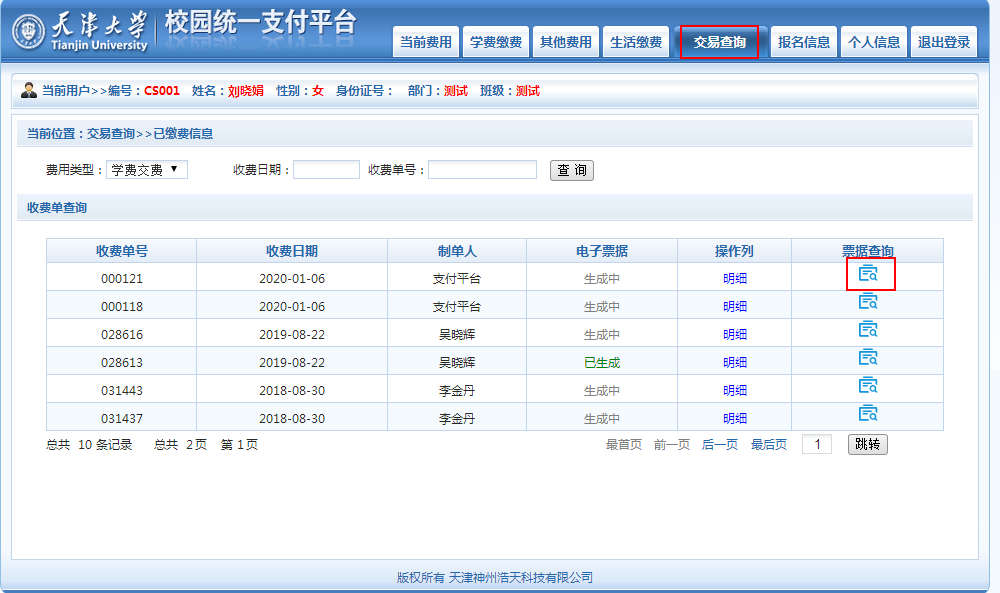 天津大学 Tianjin University 校园统一支付平台
当前费用 学费缴费 其他费用 生活缴费 交易查询 报名信息 个人信息 退出登录
当前用户>>编号：CS001 姓名：刘晓娟 性别：女 身份证号： 部门：测试 班级：测试
当前位置：交易查询>>已缴费信息
费用类型：学费交费 ▼ 收费日期： 收费单号： 查 询
收费单查询
收费单号 收费日期 制单人 电子票据 操作列 票据查询
000121 2020-01-06 支付平台 生成中 明细
000118 2020-01-06 支付平台 生成中 明细
028616 2019-08-22 吴晓辉 生成中 明细
028613 2019-08-22 吴晓辉 已生成 明细
031443 2018-08-30 李金丹 生成中 明细
031437 2018-08-30 李金丹 生成中 明细
总共 10 条记录 总共 2页 第 1页 最首页 前一页 后一页 最后页 1 跳转
版权所有 天津神州浩天科技有限公司